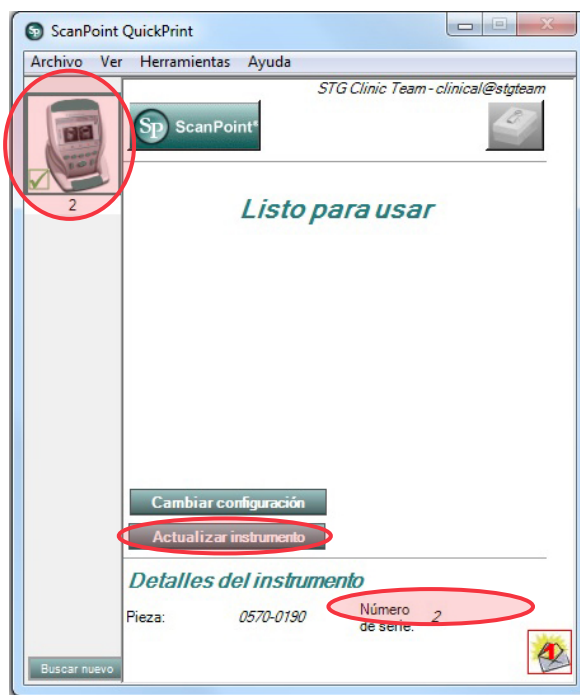 ScanPoint QuickPrint
Archivo Ver Herramientas Ayuda
STG Clinic Team - clinical@stgteam
Sp ScanPoint®
2
Listo para usar
Cambiar configuración
Actualizar instrumento
Detalles del instrumento
Pieza: 0570-0190 Número de serie: 2
Buscar nuevo